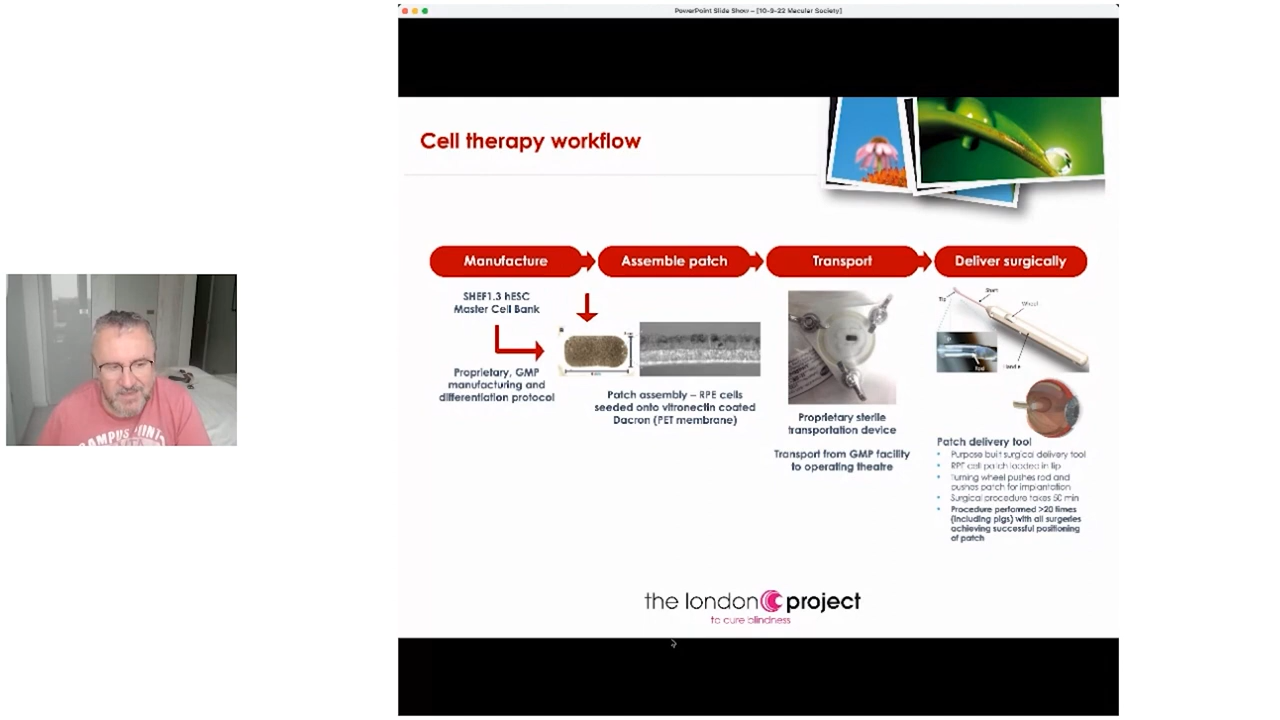 PowerPoint Slide Show – [10-9-22 Macular Society]
Cell therapy workflow
Manufacture
Assemble patch
Transport
Deliver surgically
SHEF1.3 hESC
Master Cell Bank
Proprietary, GMP
manufacturing and
differentiation protocol
Patch assembly – RPE cells
seeded onto vitronectin coated
Dacron (PET membrane)
Proprietary sterile
transportation device
Transport from GMP facility
to operating theatre
Tip
Shaft
Wheel
Handle
Patch delivery tool
• Purpose built surgical delivery tool
• RPE cell patch loaded in tip
• Turning wheel pushes rod and
pushes patch for implantation
• Surgical procedure takes 50 min
• Procedure performed >20 times
(including pigs) with all surgeries
achieving successful positioning
of patch
the london project
to cure blindness